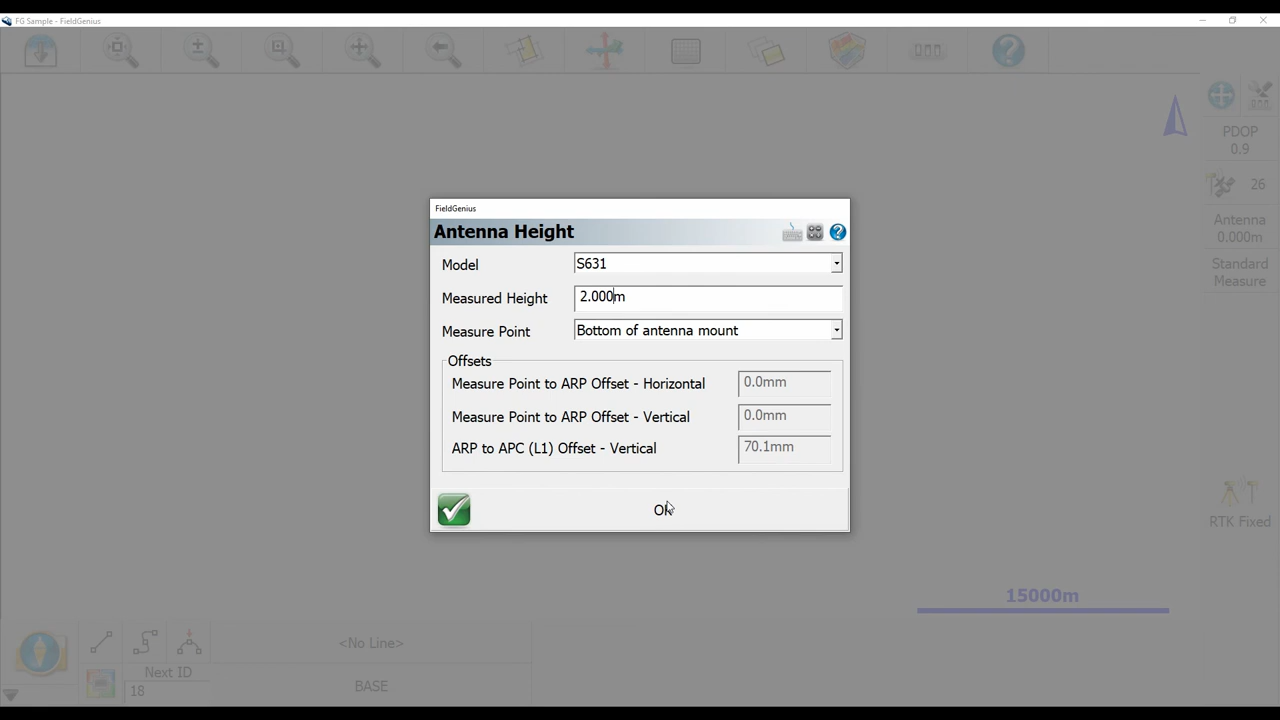 FG Sample - FieldGenius
PDOP
0.9
26
Antenna
0.000m
Standard
Measure
FieldGenius
Antenna Height
Model
S631
Measured Height
2.000m
Measure Point
Bottom of antenna mount
Offsets
Measure Point to ARP Offset - Horizontal
0.0mm
Measure Point to ARP Offset - Vertical
0.0mm
ARP to APC (L1) Offset - Vertical
70.1mm
Ok
RTK Fixed
15000m
<No Line>
Next ID
18
BASE